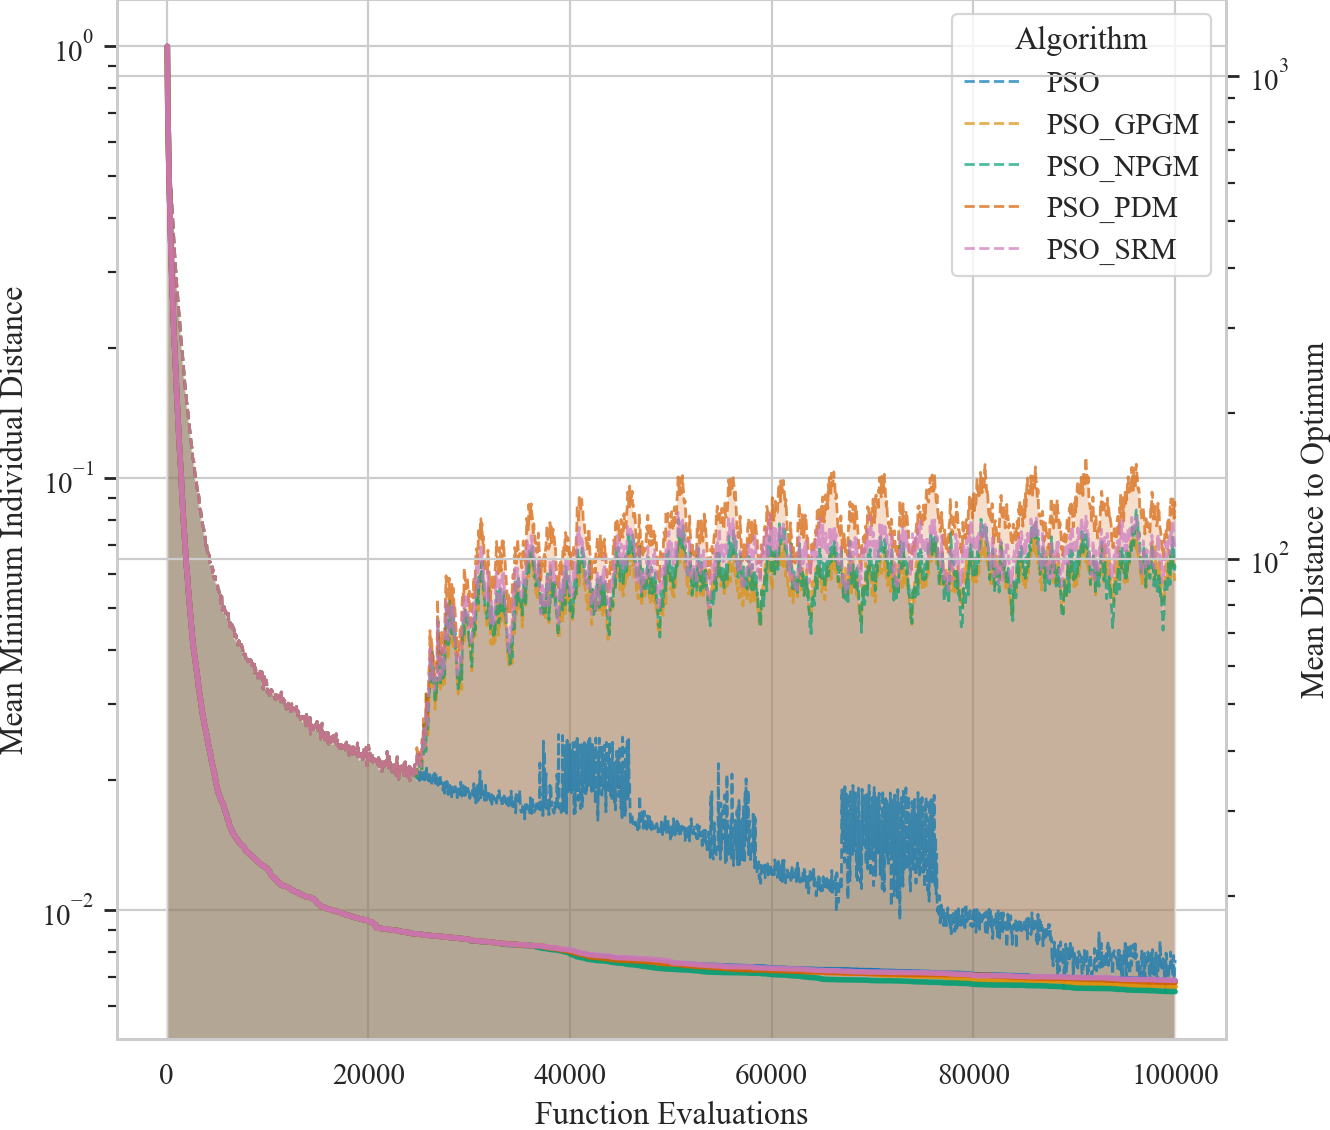 Algorithm
PSO
PSO_GPGM
PSO_NPGM
PSO_PDM
PSO_SRM
10^0
10^-1
10^-2
Mean Minimum Individual Distance
10^3
10^2
Mean Distance to Optimum
0
20000
40000
60000
80000
100000
Function Evaluations